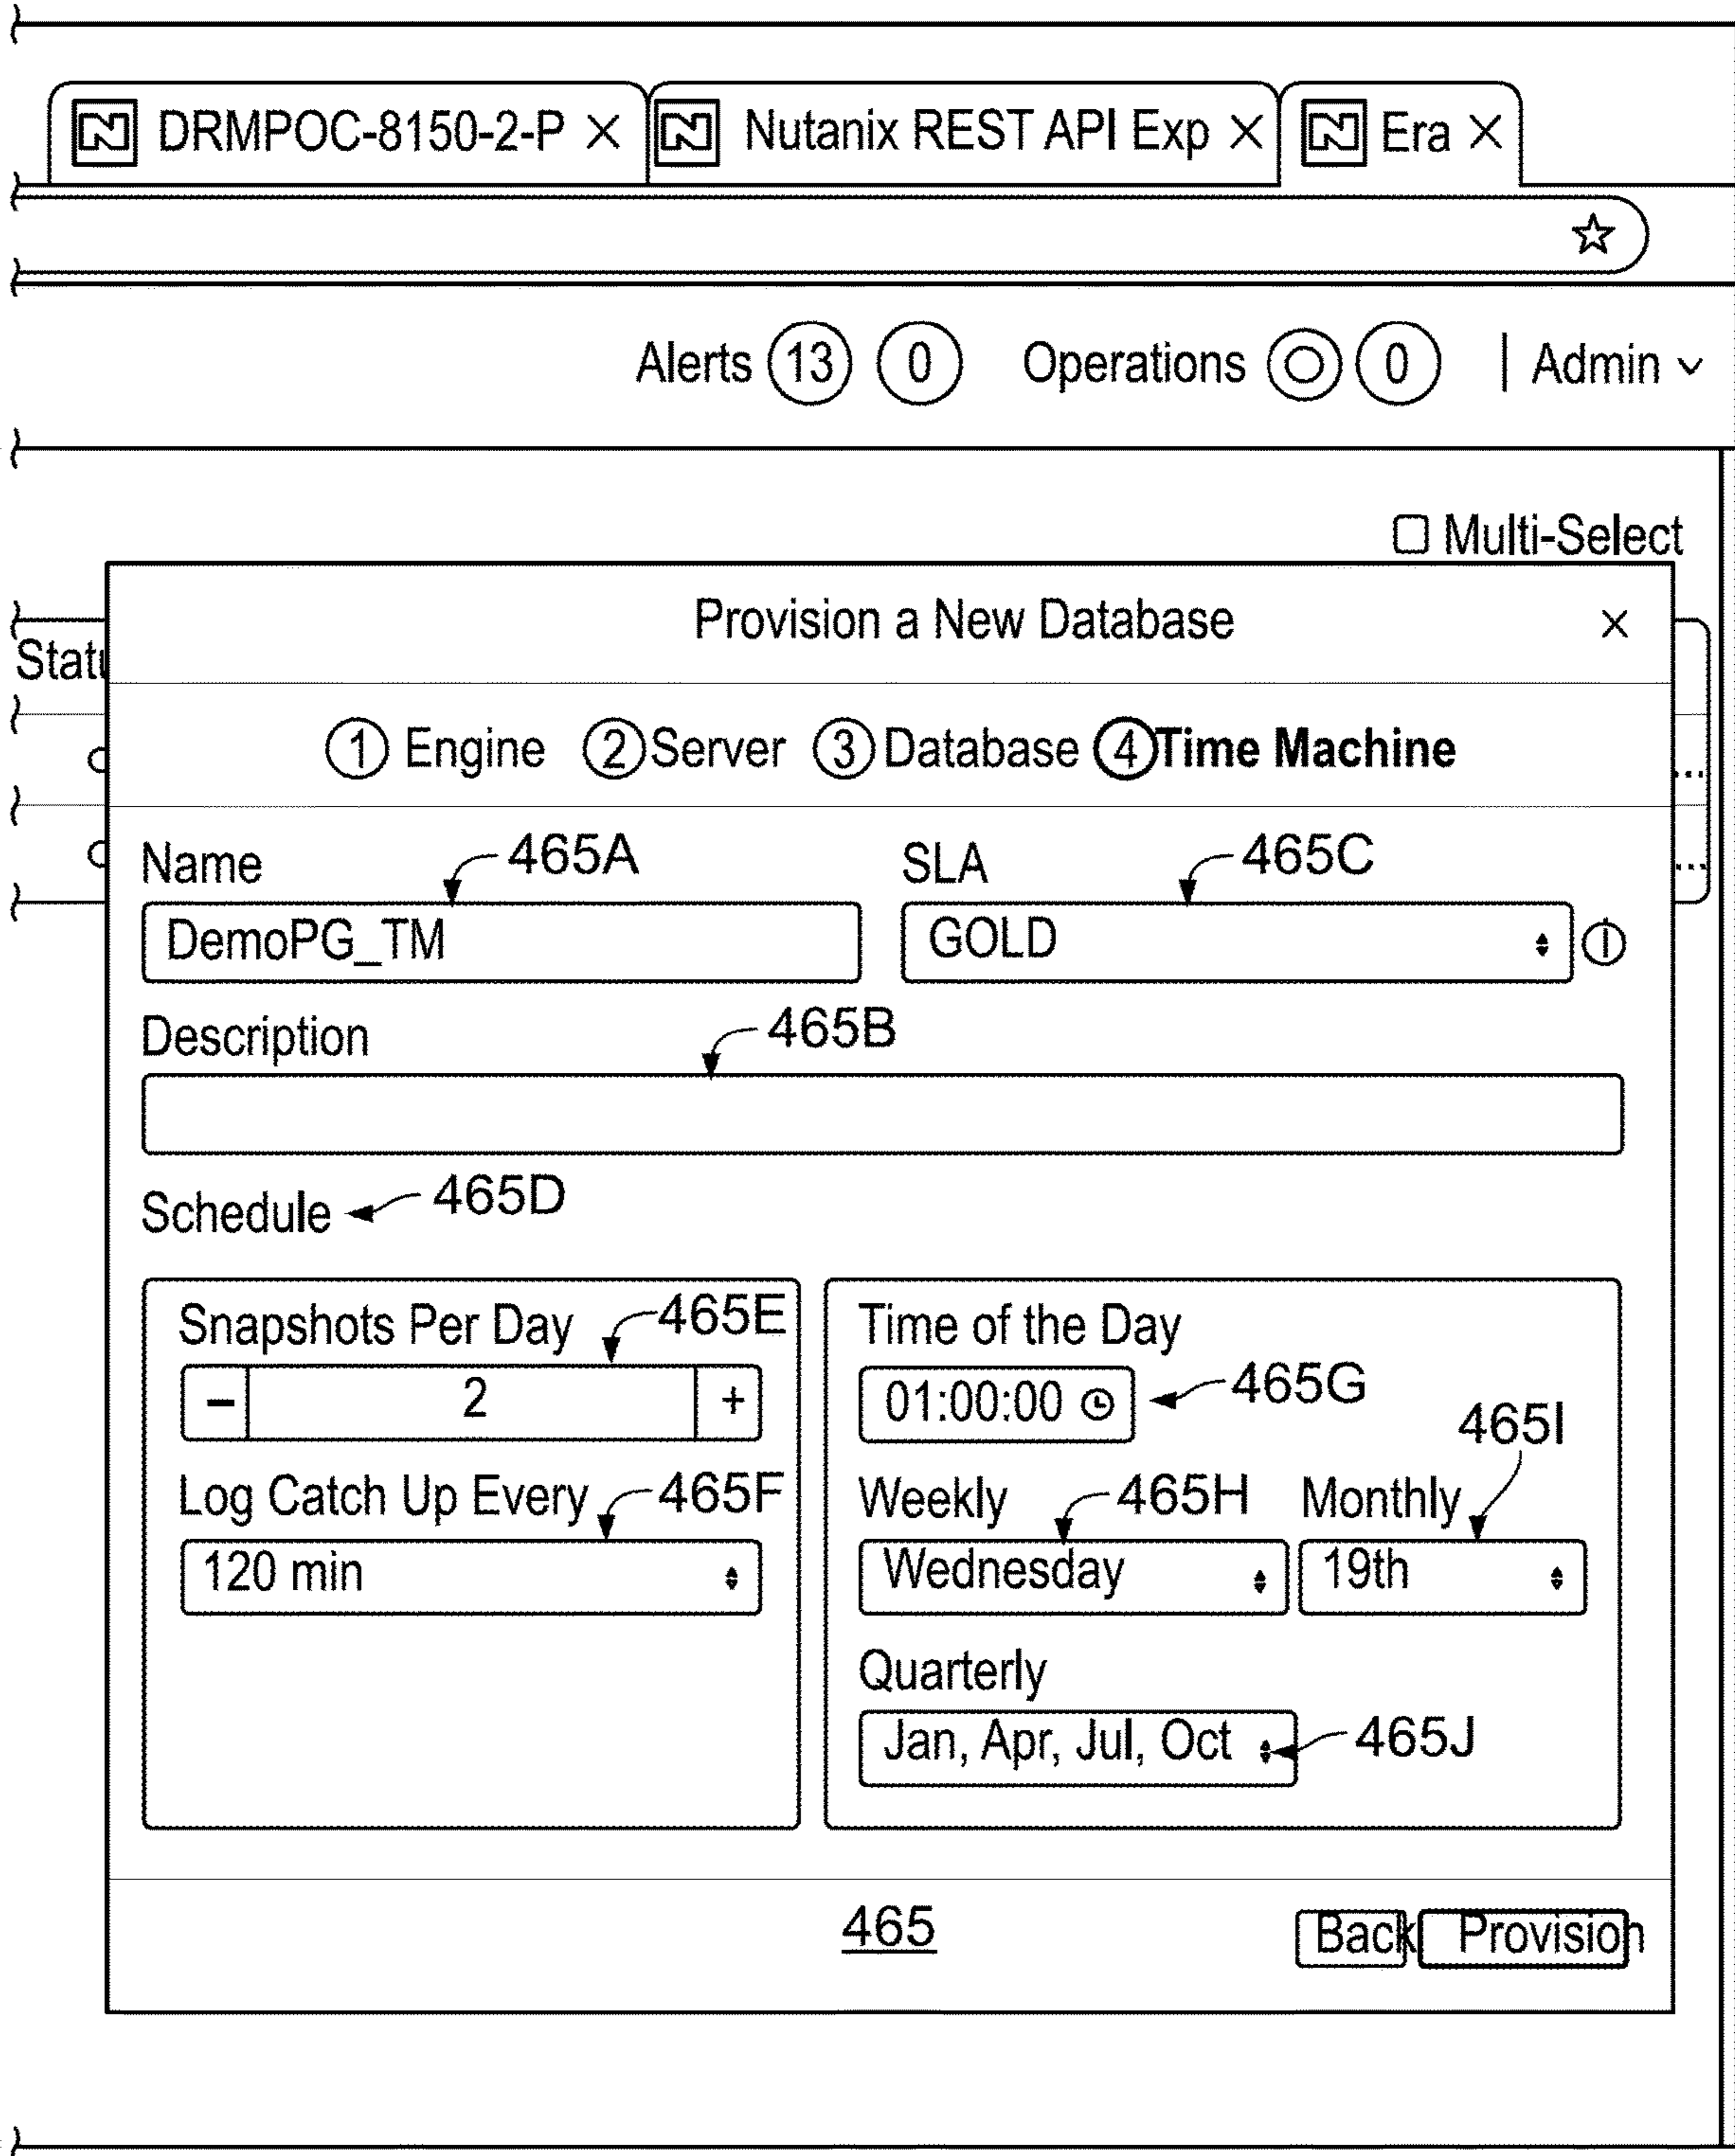 DRMPOC-8150-2-P × Nutanix REST API Exp × Era ×
Alerts 13 0 Operations 0 | Admin
Multi-Select
Provision a New Database ×
Statu
1 Engine 2 Server 3 Database 4 Time Machine
Name 465A SLA 465C
DemoPG_TM GOLD i
Description 465B
Schedule 465D
Snapshots Per Day 465E Time of the Day
− 2 + 01:00:00 465G
465I
Log Catch Up Every 465F Weekly 465H Monthly
120 min Wednesday 19th
Quarterly
Jan, Apr, Jul, Oct 465J
465 Back Provision